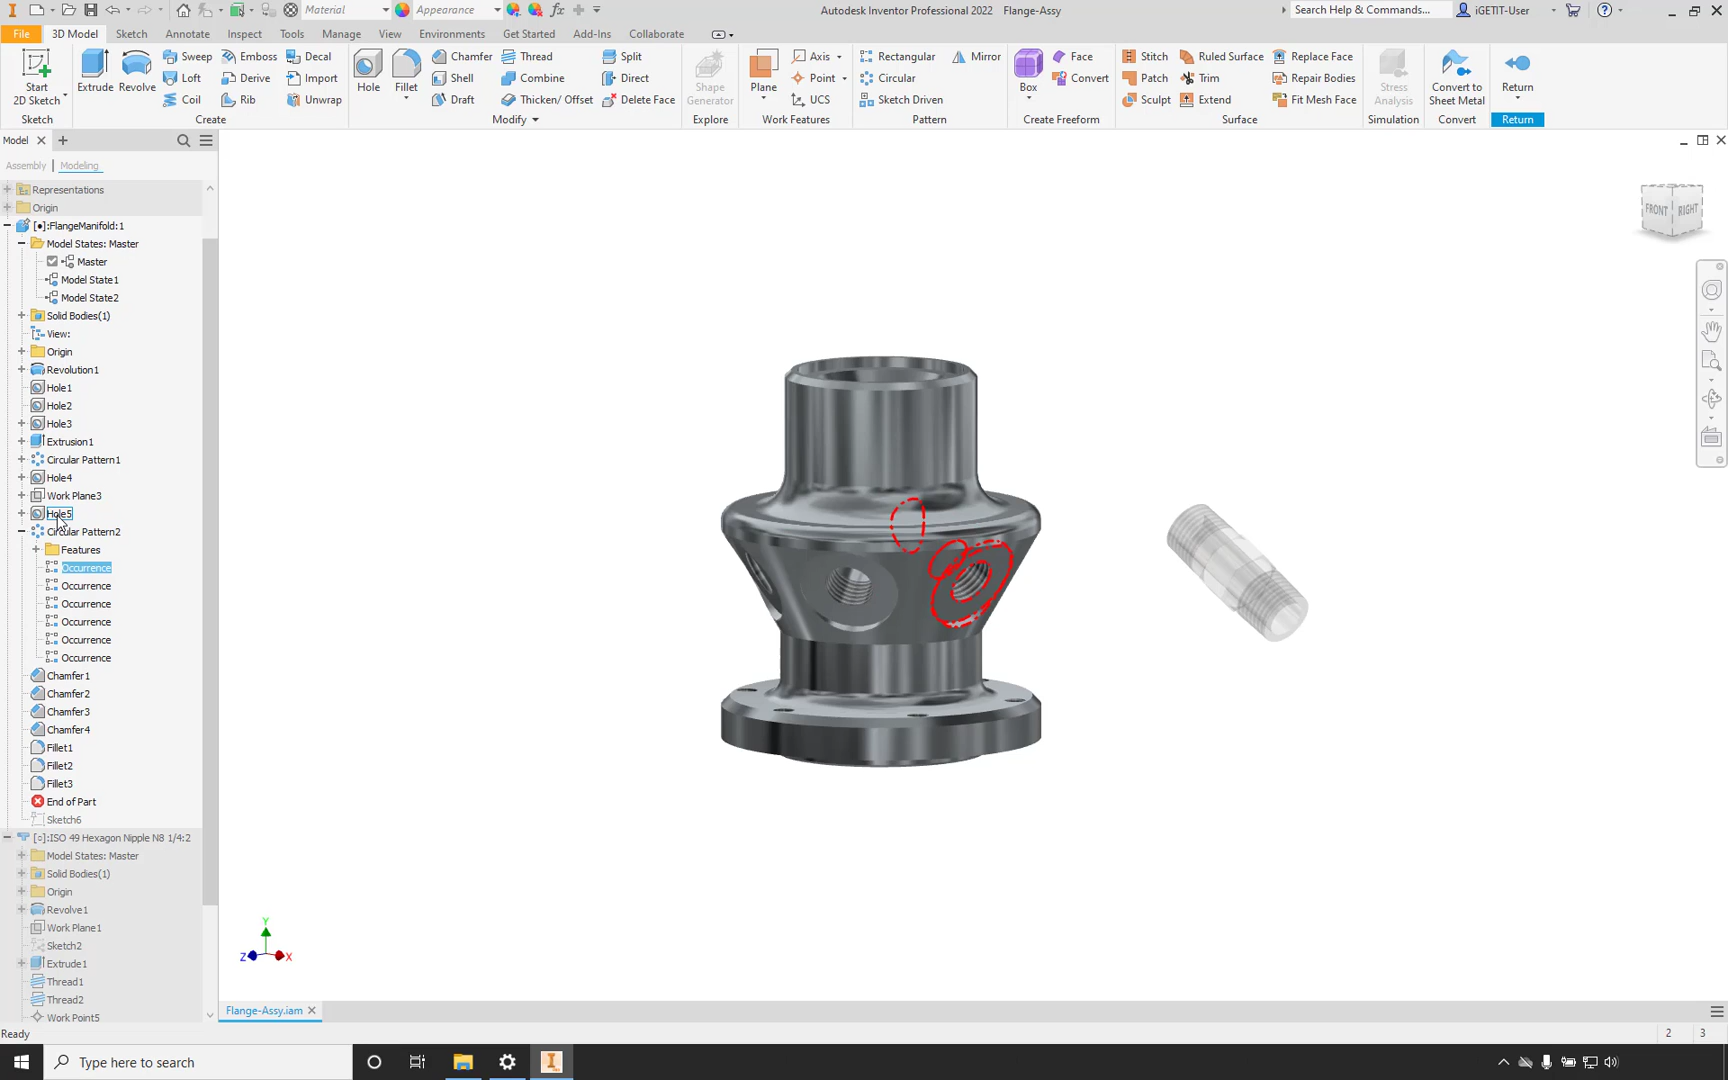 Material
Appearance
Autodesk Inventor Professional 2022 Flange-Assy
Search Help & Commands...
iGETIT-User
File
3D Model
Sketch
Annotate
Inspect
Tools
Manage
View
Environments
Get Started
Add-Ins
Collaborate
Start
2D Sketch
Sketch
Extrude
Revolve
Sweep
Loft
Coil
Emboss
Derive
Rib
Decal
Import
Unwrap
Create
Hole
Fillet
Chamfer
Shell
Draft
Thread
Combine
Thicken/ Offset
Split
Direct
Delete Face
Modify
Shape
Generator
Explore
Plane
Axis
Point
UCS
Work Features
Rectangular
Circular
Sketch Driven
Mirror
Pattern
Box
Face
Convert
Create Freeform
Stitch
Patch
Sculpt
Ruled Surface
Trim
Extend
Replace Face
Repair Bodies
Fit Mesh Face
Surface
Stress
Analysis
Simulation
Convert to
Sheet Metal
Convert
Return
Return
Model
Assembly | Modeling
Representations
Origin
[●]:FlangeManifold:1
Model States: Master
Master
Model State1
Model State2
Solid Bodies(1)
View:
Origin
Revolution1
Hole1
Hole2
Hole3
Extrusion1
Circular Pattern1
Hole4
Work Plane3
Hole5
Circular Pattern2
Features
Occurrence
Occurrence
Occurrence
Occurrence
Occurrence
Occurrence
Chamfer1
Chamfer2
Chamfer3
Chamfer4
Fillet1
Fillet2
Fillet3
End of Part
Sketch6
[○]:ISO 49 Hexagon Nipple N8 1/4:2
Model States: Master
Solid Bodies(1)
Origin
Revolve1
Work Plane1
Sketch2
Extrude1
Thread1
Thread2
Work Point5
FRONT
RIGHT
Y
Z
X
Flange-Assy.iam
Ready
2
3
Type here to search